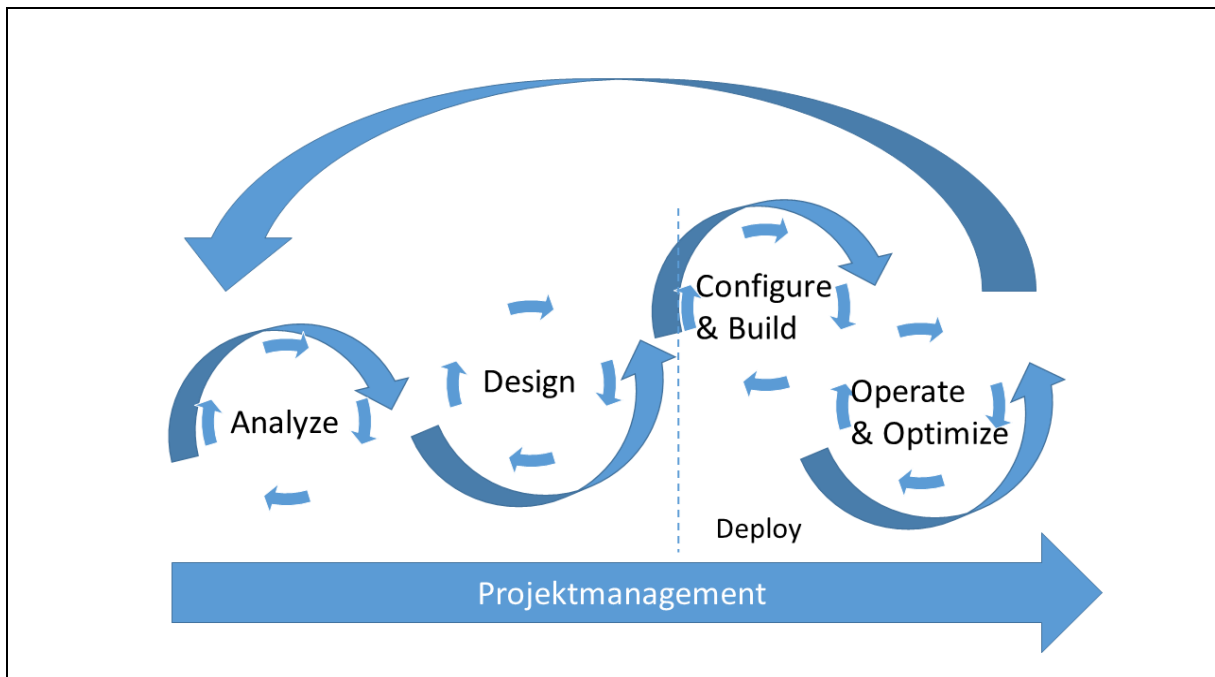 Analyze
Design
Configure
& Build
Operate
& Optimize
Deploy
Projektmanagement